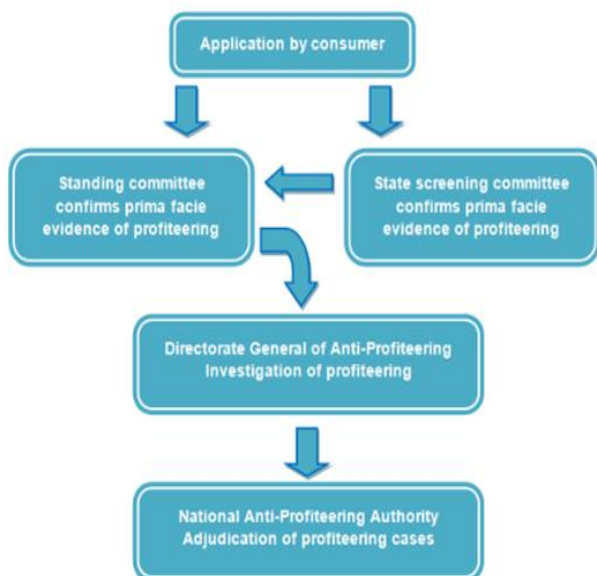 Application by consumer
Standing committee
confirms prima facie
evidence of profiteering
State screening committee
confirms prima facie
evidence of profiteering
Directorate General of Anti-Profiteering
Investigation of profiteering
National Anti-Profiteering Authority
Adjudication of profiteering cases